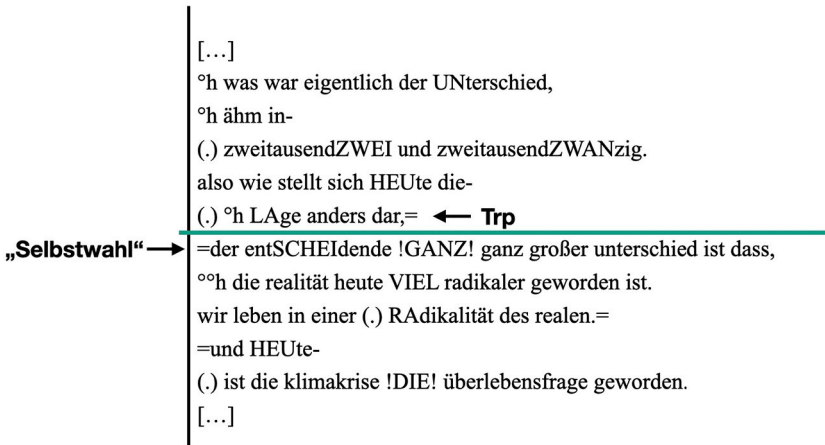 […]
°h was war eigentlich der UNterschied,
°h ähm in-
(.) zweitausendZWEI und zweitausendZWANzig.
also wie stellt sich HEUte die-
(.) °h LAge anders dar,= Trp
„Selbstwahl“ =der entSCHEIdende !GANZ! ganz großer unterschied ist dass,
°°h die realität heute VIEL radikaler geworden ist.
wir leben in einer (.) RAdikalität des realen.=
=und HEUte-
(.) ist die klimakrise !DIE! überlebensfrage geworden.
[…]